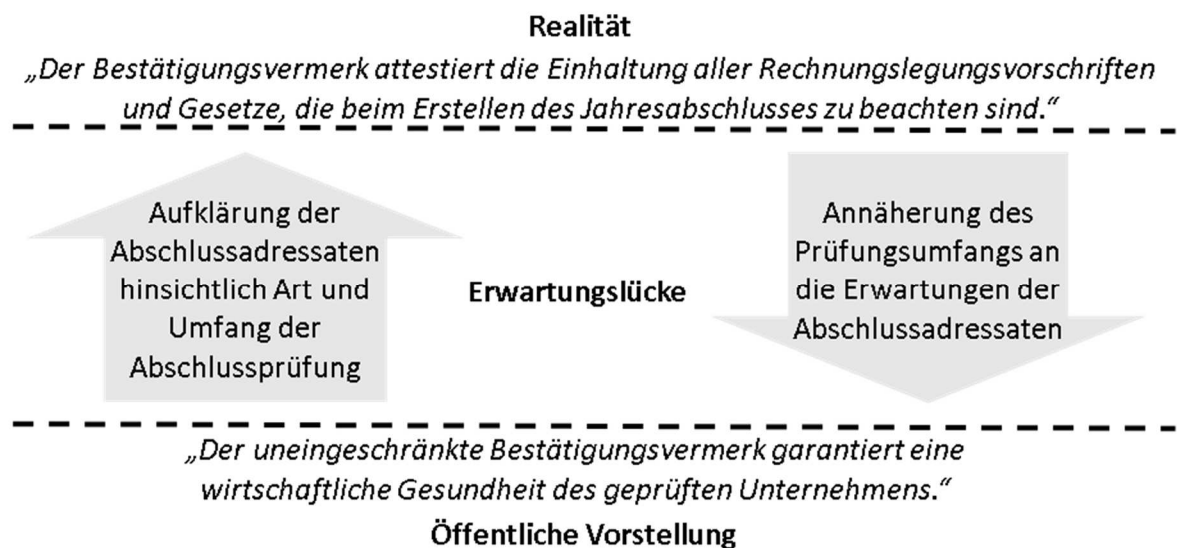 Realität
„Der Bestätigungsvermerk attestiert die Einhaltung aller Rechnungslegungsvorschriften
und Gesetze, die beim Erstellen des Jahresabschlusses zu beachten sind.“
Aufklärung der
Abschlussadressaten
hinsichtlich Art und
Umfang der
Abschlussprüfung
Erwartungslücke
Annäherung des
Prüfungsumfangs an
die Erwartungen der
Abschlussadressaten
„Der uneingeschränkte Bestätigungsvermerk garantiert eine
wirtschaftliche Gesundheit des geprüften Unternehmens.“
Öffentliche Vorstellung